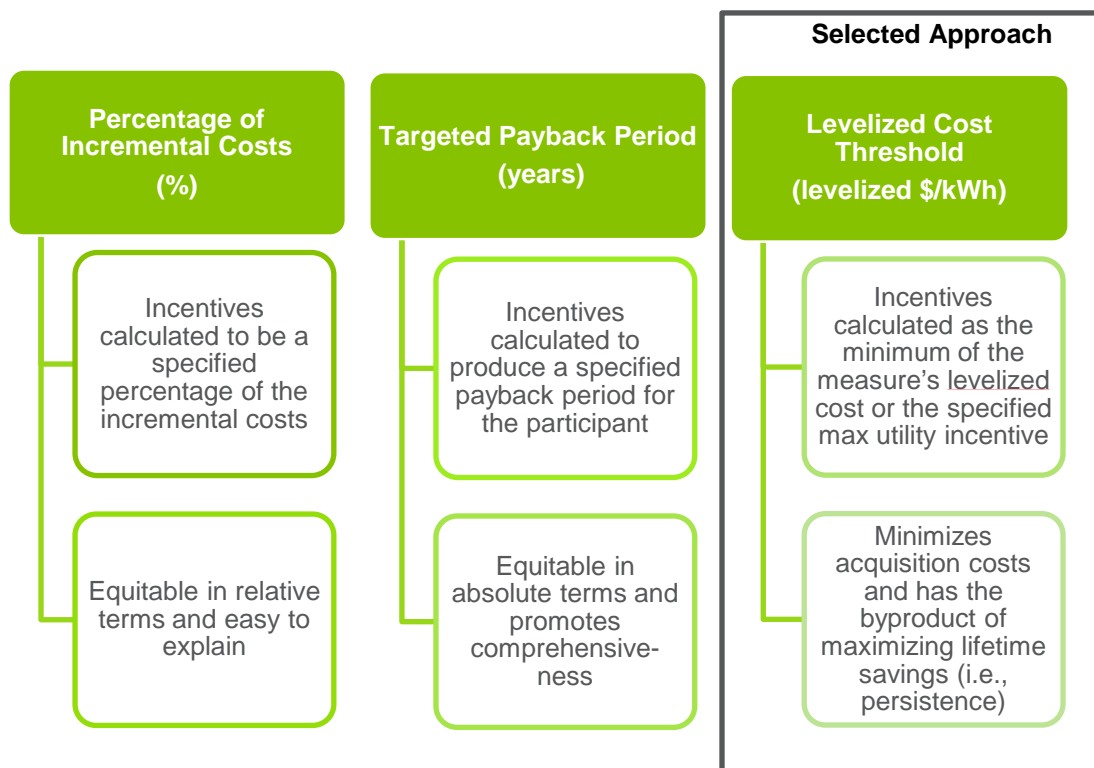 Selected Approach
Percentage of
Incremental Costs
(%)
Incentives
calculated to be a
specified
percentage of the
incremental costs
Equitable in relative
terms and easy to
explain
Targeted Payback Period
(years)
Incentives
calculated to
produce a specified
payback period for
the participant
Equitable in
absolute terms and
promotes
comprehensive-
ness
Levelized Cost
Threshold
(levelized $/kWh)
Incentives
calculated as the
minimum of the
measure’s levelized
cost or the specified
max utility incentive
Minimizes
acquisition costs
and has the
byproduct of
maximizing lifetime
savings (i.e.,
persistence)